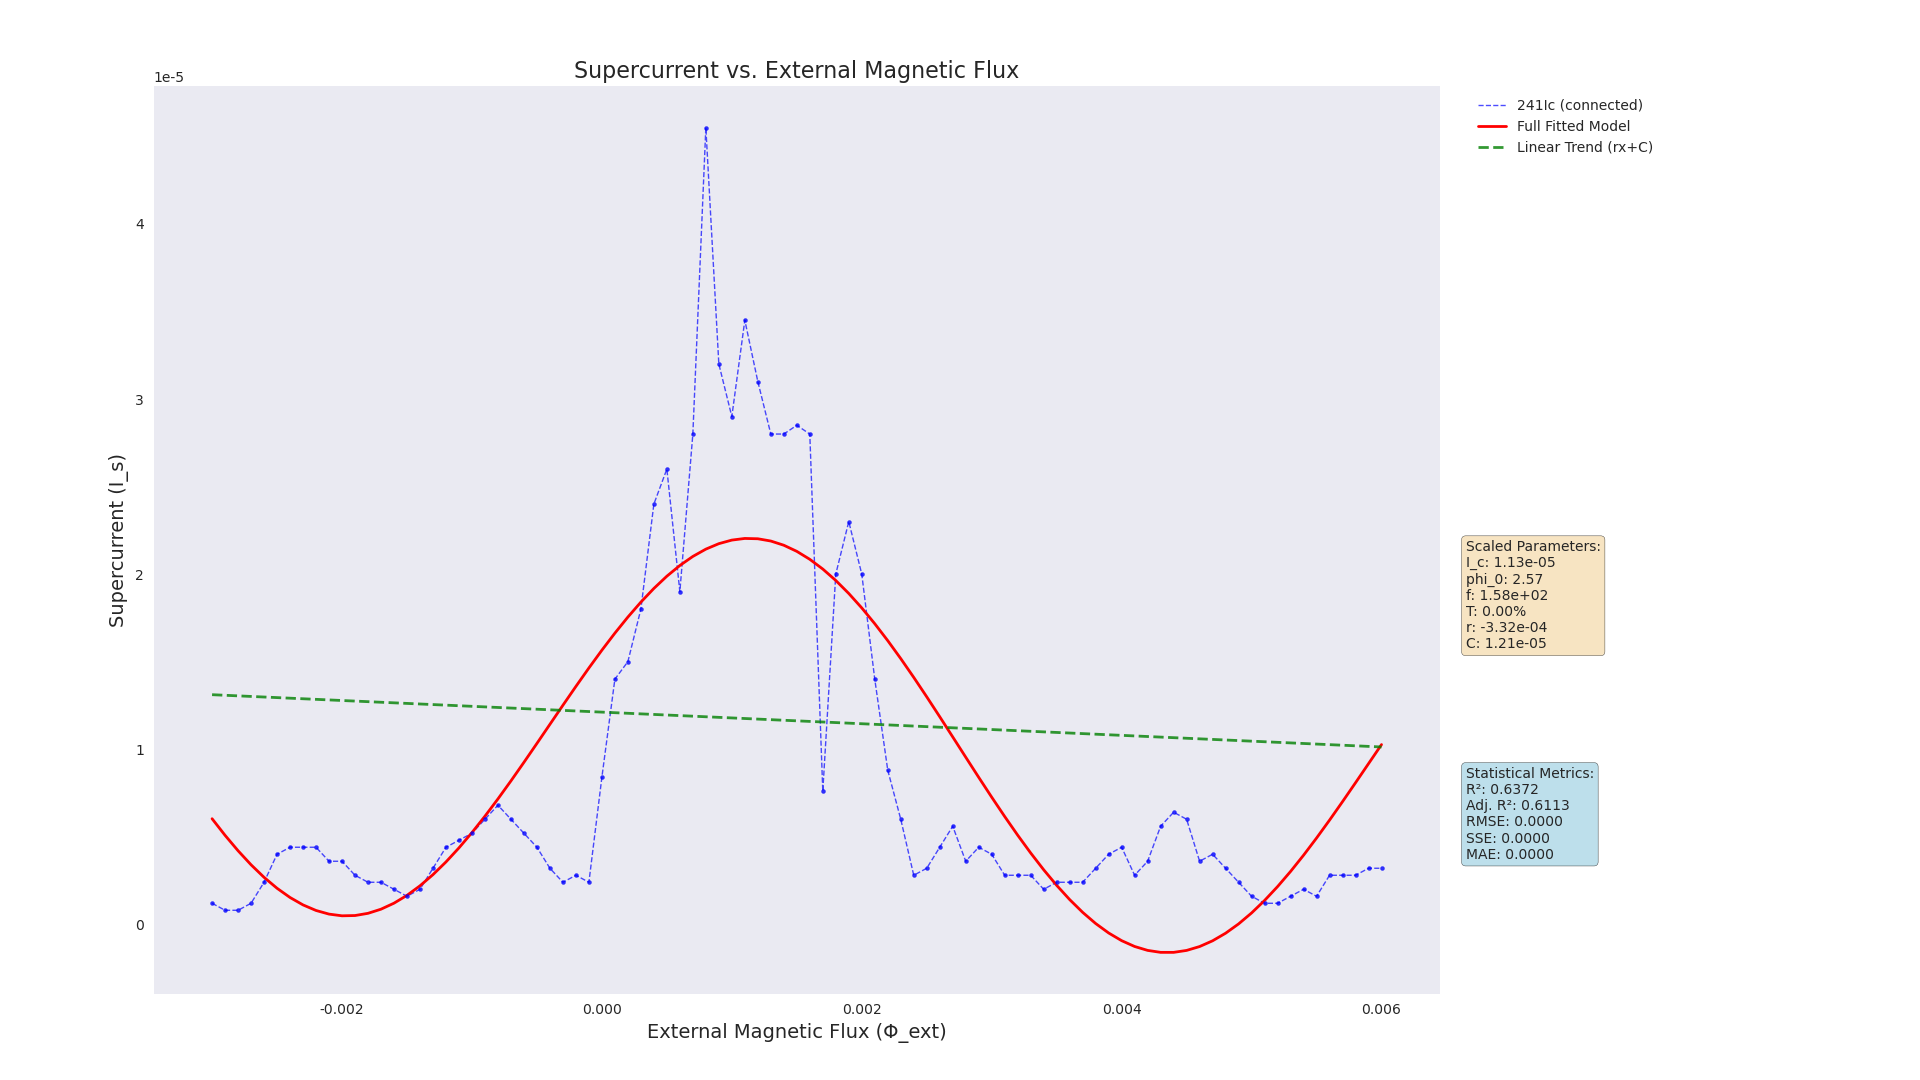 Supercurrent vs. External Magnetic Flux
1e-5
4
3
2
1
0
Supercurrent (I_s)
-0.002
0.000
0.002
0.004
0.006
External Magnetic Flux (Φ_ext)
241Ic (connected)
Full Fitted Model
Linear Trend (rx+C)
Scaled Parameters:
I_c: 1.13e-05
phi_0: 2.57
f: 1.58e+02
T: 0.00%
r: -3.32e-04
C: 1.21e-05
Statistical Metrics:
R²: 0.6372
Adj. R²: 0.6113
RMSE: 0.0000
SSE: 0.0000
MAE: 0.0000